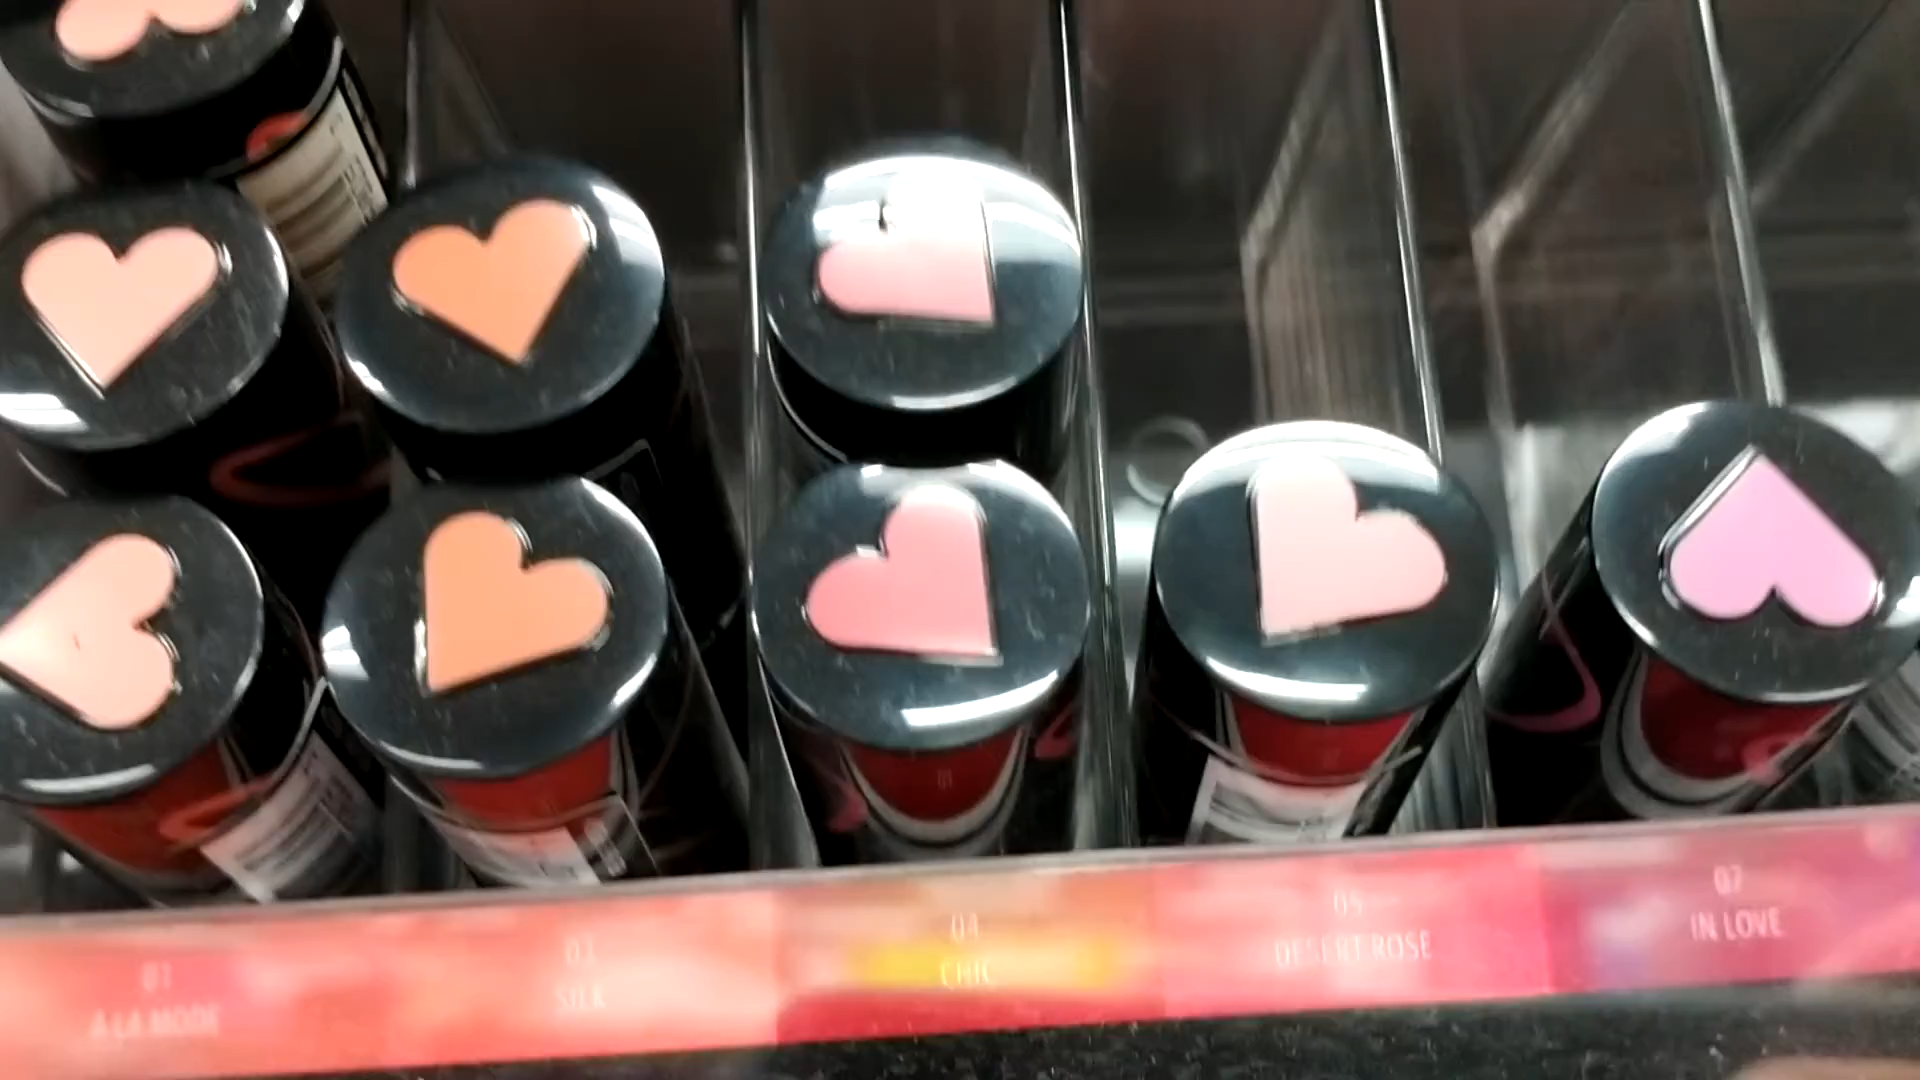 01
A LA MODE
03
SILK
04
CHIC
05
DESERT ROSE
07
IN LOVE